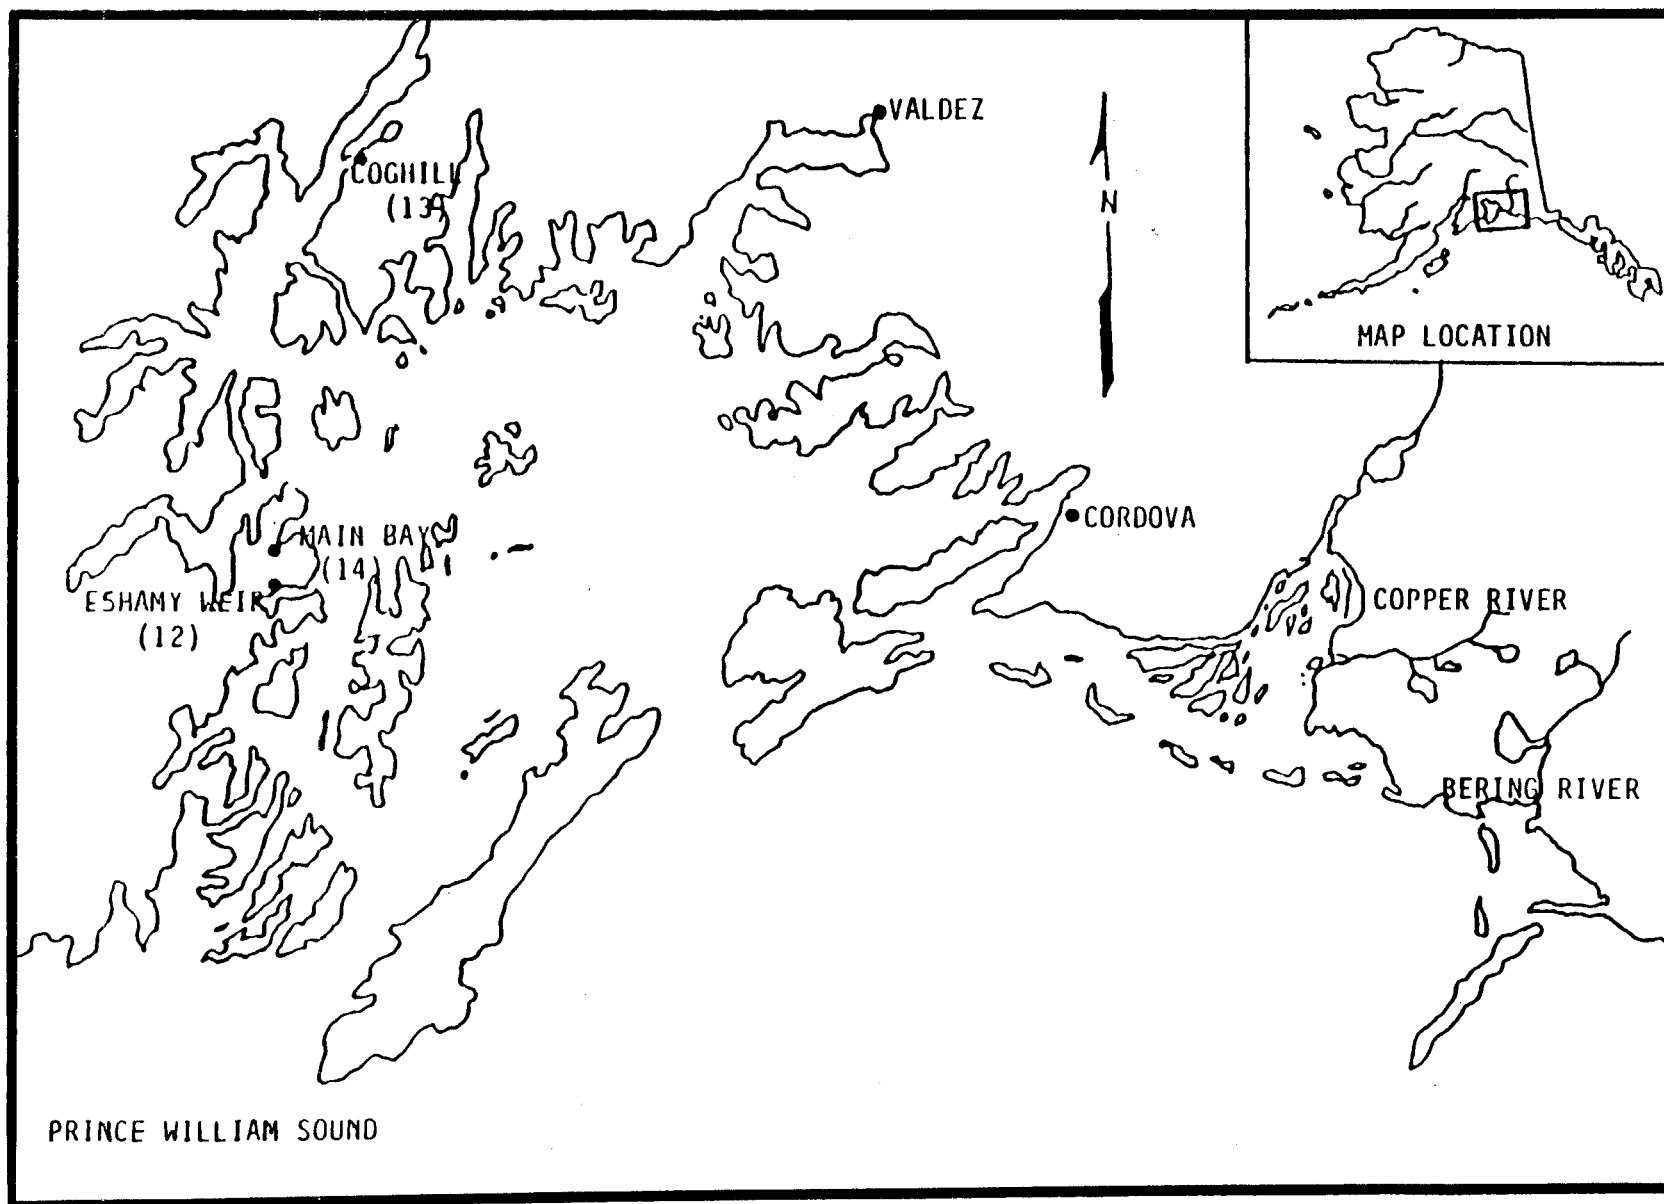 VALDEZ
COGHILL
(13)
N
MAP LOCATION
MAIN BAY
(14)
CORDOVA
ESHAMY WEIR
(12)
COPPER RIVER
BERING RIVER
PRINCE WILLIAM SOUND